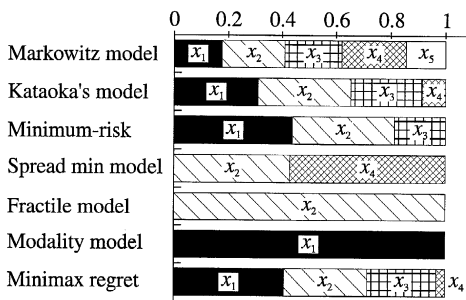 0 0.2 0.4 0.6 0.8 1
Markowitz model x₁ x₂ x₃ x₄ x₅
Kataoka's model x₁ x₂ x₃ x₄
Minimum-risk x₁ x₂ x₃
Spread min model x₂ x₄
Fractile model x₂
Modality model x₁
Minimax regret x₁ x₂ x₃ x₄